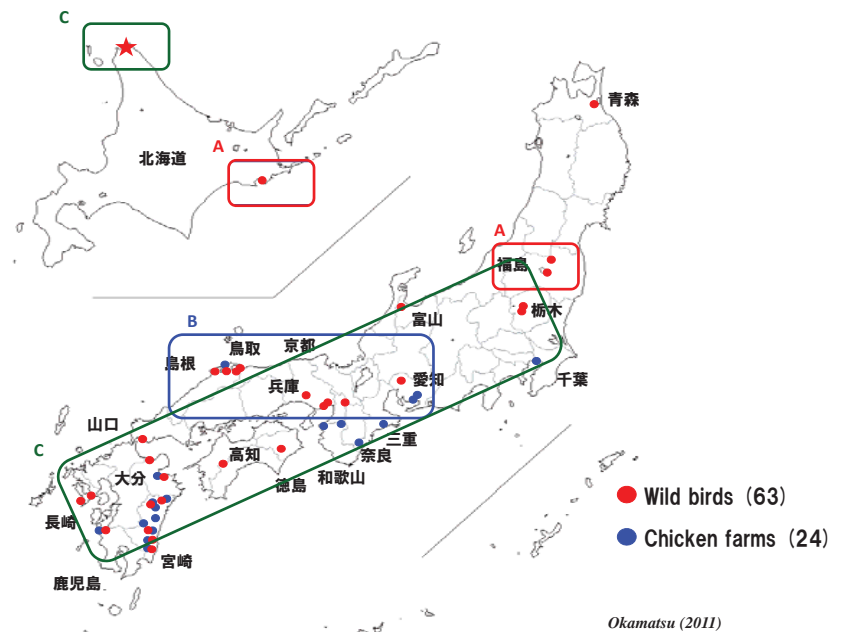 C
北海道
A
青森
A
福島
栃木
富山
B
鳥取
京都
島根
兵庫
愛知
千葉
山口
三重
奈良
C
高知
和歌山
徳島
大分
長崎
宮崎
鹿児島
Wild birds (63)
Chicken farms (24)
Okamatsu (2011)